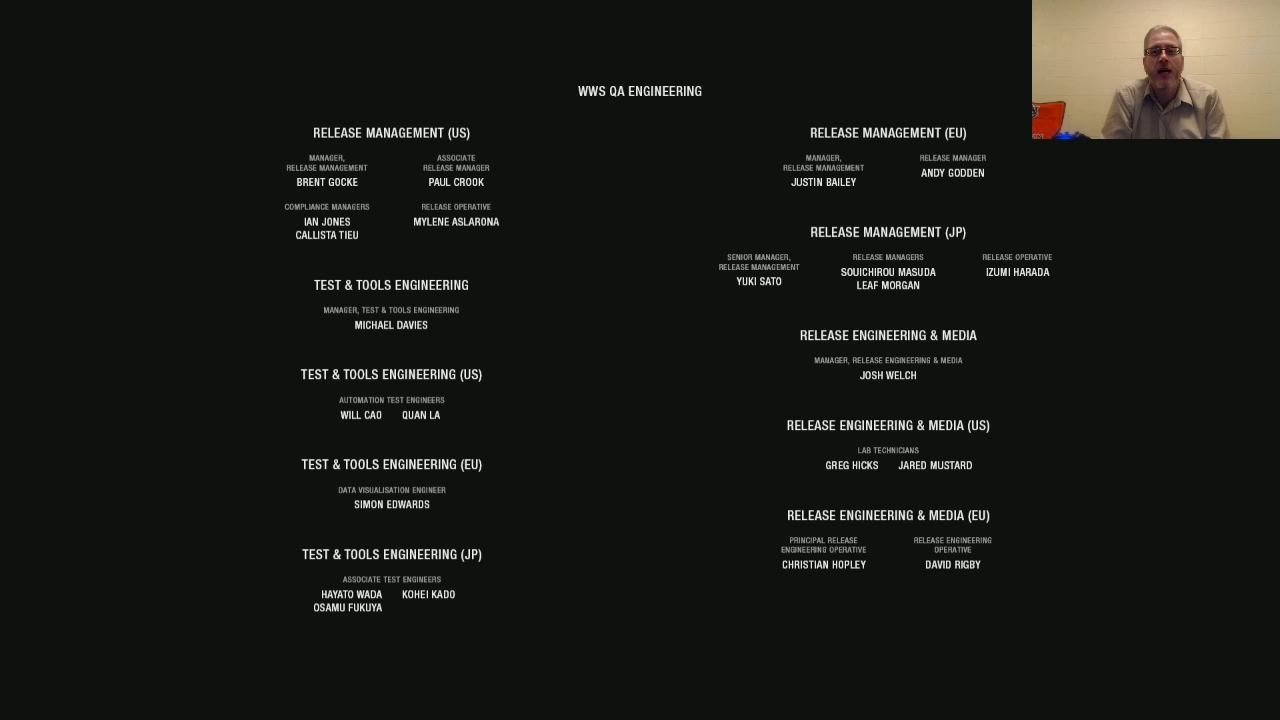 WWS QA ENGINEERING
RELEASE MANAGEMENT (US)
MANAGER,
RELEASE MANAGEMENT
BRENT GOCKE
ASSOCIATE
RELEASE MANAGER
PAUL CROOK
COMPLIANCE MANAGERS
IAN JONES
CALLISTA TIEU
RELEASE OPERATIVE
MYLENE ASLARONA
TEST & TOOLS ENGINEERING
MANAGER, TEST & TOOLS ENGINEERING
MICHAEL DAVIES
TEST & TOOLS ENGINEERING (US)
AUTOMATION TEST ENGINEERS
WILL CAO QUAN LA
TEST & TOOLS ENGINEERING (EU)
DATA VISUALISATION ENGINEER
SIMON EDWARDS
TEST & TOOLS ENGINEERING (JP)
ASSOCIATE TEST ENGINEERS
HAYATO WADA KOHEI KADO
OSAMU FUKUYA
RELEASE MANAGEMENT (EU)
MANAGER,
RELEASE MANAGEMENT
JUSTIN BAILEY
RELEASE MANAGER
ANDY GODDEN
RELEASE MANAGEMENT (JP)
SENIOR MANAGER,
RELEASE MANAGEMENT
YUKI SATO
RELEASE MANAGERS
SOUICHIROU MASUDA
LEAF MORGAN
RELEASE OPERATIVE
IZUMI HARADA
RELEASE ENGINEERING & MEDIA
MANAGER, RELEASE ENGINEERING & MEDIA
JOSH WELCH
RELEASE ENGINEERING & MEDIA (US)
LAB TECHNICIANS
GREG HICKS JARED MUSTARD
RELEASE ENGINEERING & MEDIA (EU)
PRINCIPAL RELEASE
ENGINEERING OPERATIVE
CHRISTIAN HOPLEY
RELEASE ENGINEERING
OPERATIVE
DAVID RIGBY